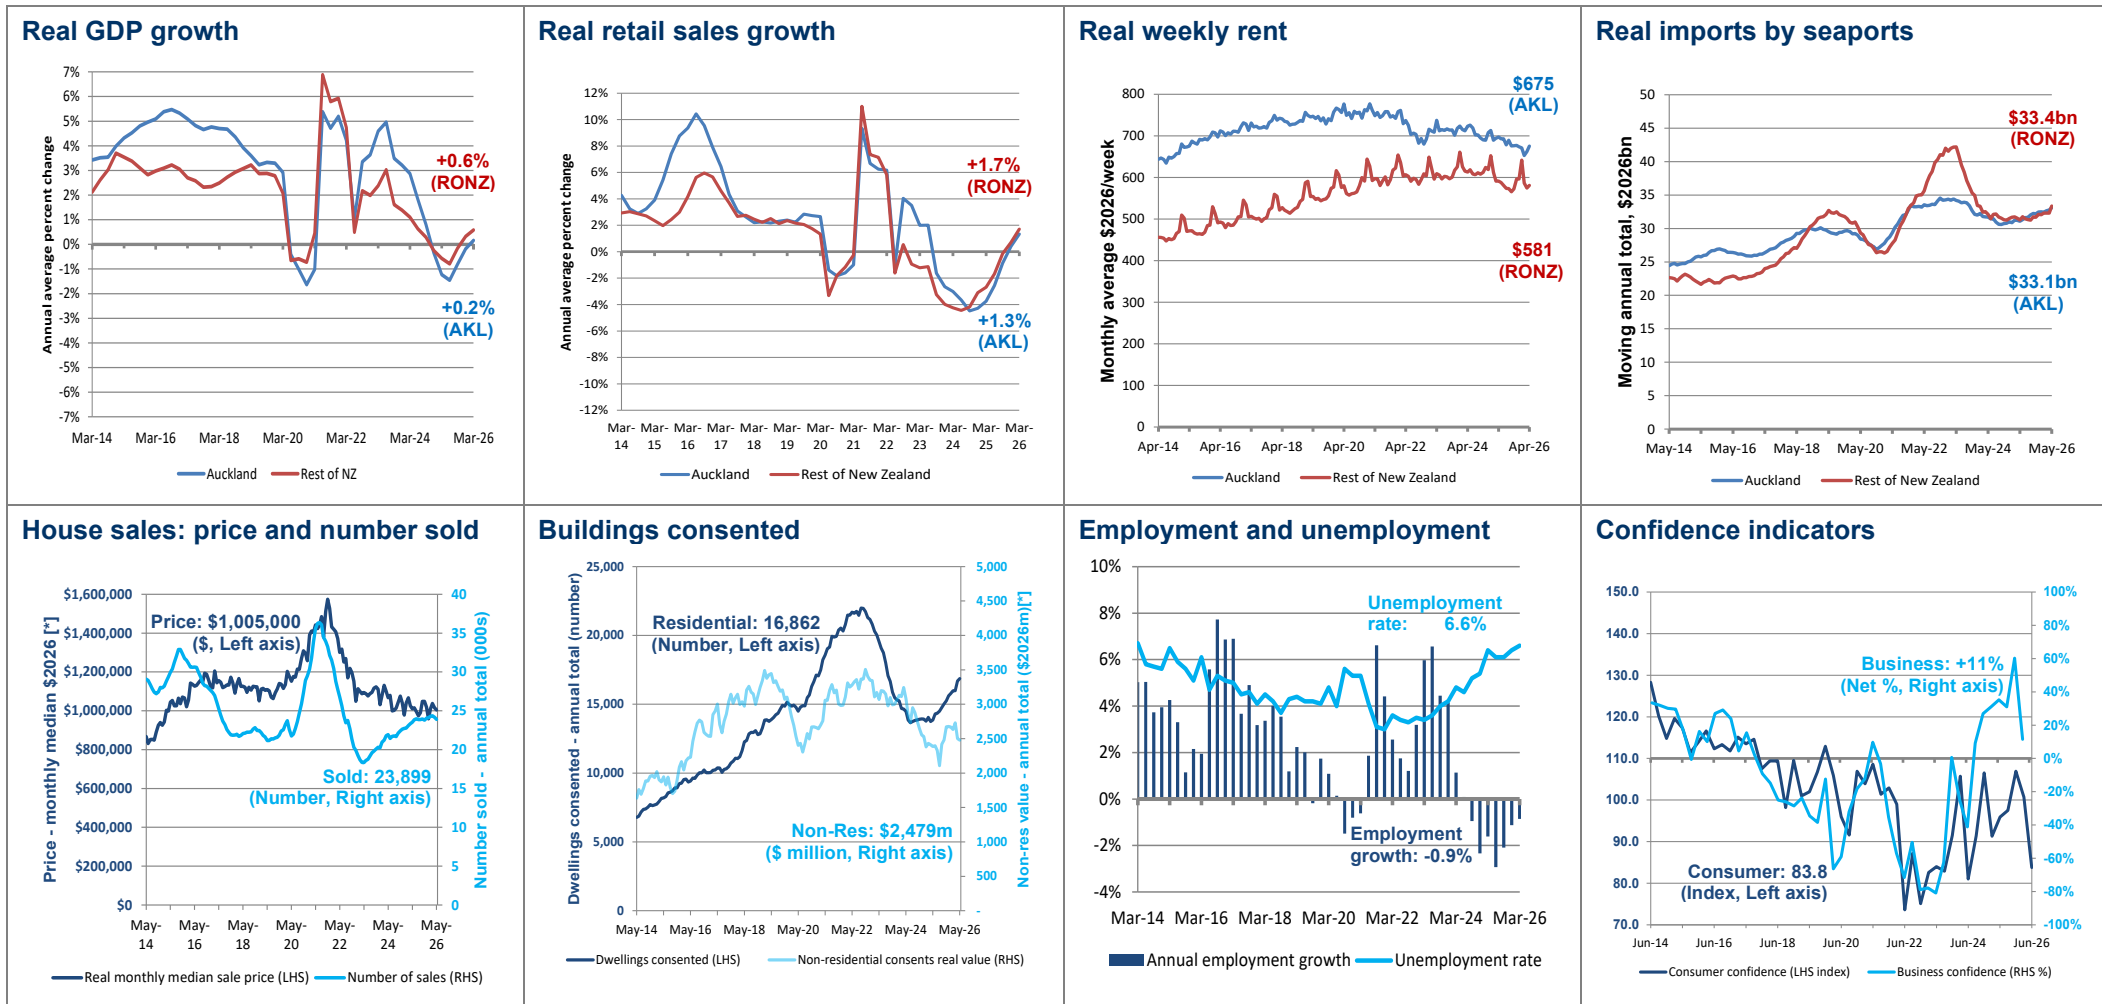 Real GDP growth
Annual average percent change
7%
6%
5%
4%
3%
2%
1%
0%
-1%
-2%
-3%
-4%
-5%
-6%
-7%
+0.6%
(RONZ)
+0.2%
(AKL)
Mar-14 Mar-16 Mar-18 Mar-20 Mar-22 Mar-24 Mar-26
Auckland Rest of NZ
Real retail sales growth
Annual average percent change
12%
10%
8%
6%
4%
2%
0%
-2%
-4%
-6%
-8%
-10%
-12%
+1.7%
(RONZ)
+1.3%
(AKL)
Mar- Mar- Mar- Mar- Mar- Mar- Mar- Mar- Mar- Mar- Mar- Mar- Mar-
14 15 16 17 18 19 20 21 22 23 24 25 26
Auckland Rest of New Zealand
Real weekly rent
Monthly average $2026/week
800
700
600
500
400
300
200
100
0
$675
(AKL)
$581
(RONZ)
Apr-14 Apr-16 Apr-18 Apr-20 Apr-22 Apr-24 Apr-26
Auckland Rest of New Zealand
Real imports by seaports
Moving annual total, $2026bn
50
45
40
35
30
25
20
15
10
5
0
$33.4bn
(RONZ)
$33.1bn
(AKL)
May-14 May-16 May-18 May-20 May-22 May-24 May-26
Auckland Rest of New Zealand
House sales: price and number sold
Price - monthly median $2026 [*]
$1,600,000
$1,400,000
$1,200,000
$1,000,000
$800,000
$600,000
$400,000
$200,000
$0
Price: $1,005,000
($, Left axis)
Sold: 23,899
(Number, Right axis)
40
35
30
25
20
15
10
5
0
Number sold - annual total (000s)
May- May- May- May- May- May- May-
14 16 18 20 22 24 26
Real monthly median sale price (LHS) Number of sales (RHS)
Buildings consented
Dwellings consented - annual total (number)
25,000
20,000
15,000
10,000
5,000
0
Residential: 16,862
(Number, Left axis)
Non-Res: $2,479m
($ million, Right axis)
5,000
4,500
4,000
3,500
3,000
2,500
2,000
1,500
1,000
500
-
Non-res value - annual total ($2026m)[*]
May-14 May-16 May-18 May-20 May-22 May-24 May-26
Dwellings consented (LHS) Non-residential consents real value (RHS)
Employment and unemployment
10%
8%
6%
4%
2%
0%
-2%
-4%
Unemployment
rate: 6.6%
Employment
growth: -0.9%
Mar-14 Mar-16 Mar-18 Mar-20 Mar-22 Mar-24 Mar-26
Annual employment growth Unemployment rate
Confidence indicators
150.0
140.0
130.0
120.0
110.0
100.0
90.0
80.0
70.0
Business: +11%
(Net %, Right axis)
Consumer: 83.8
(Index, Left axis)
100%
80%
60%
40%
20%
0%
-20%
-40%
-60%
-80%
-100%
Jun-14 Jun-16 Jun-18 Jun-20 Jun-22 Jun-24 Jun-26
Consumer confidence (LHS index) Business confidence (RHS %)